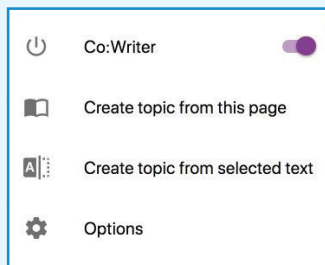 Co:Writer
Create topic from this page
Create topic from selected text
Options